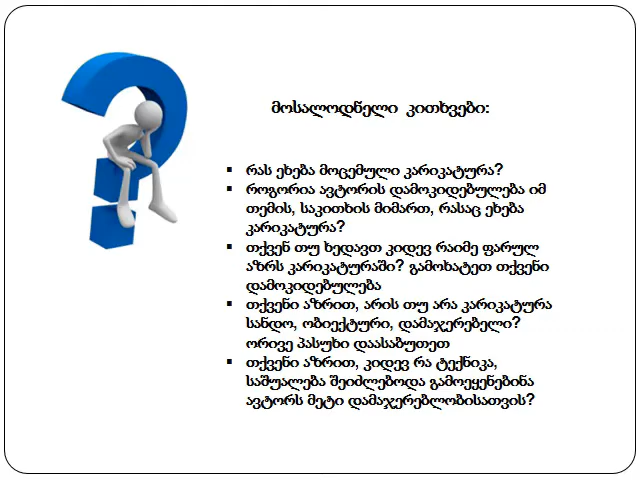 მოსალოდნელი კითხვები:
▪ რას ეხება მოცემული კარიკატურა?
▪ როგორია ავტორის დამოკიდებულება იმ
თემის, საკითხის მიმართ, რასაც ეხება
კარიკატურა?
▪ თქვენ თუ ხედავთ კიდევ რაიმე ფარულ
აზრს კარიკატურაში? გამოხატეთ თქვენი
დამოკიდებულება
▪ თქვენი აზრით, არის თუ არა კარიკატურა
სანდო, ობიექტური, დამაჯერებელი?
ორივე პასუხი დაასაბუთეთ
▪ თქვენი აზრით, კიდევ რა ტექნიკა,
საშუალება შეიძლებოდა გამოეყენებინა
ავტორს მეტი დამაჯერებლობისათვის?